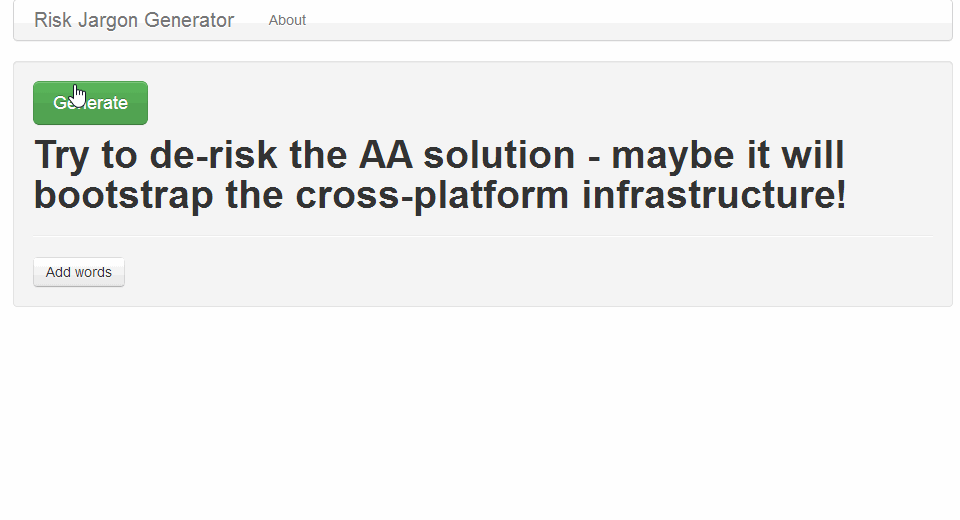 Risk Jargon Generator About
Generate
Try to de-risk the AA solution - maybe it will
bootstrap the cross-platform infrastructure!
Add words